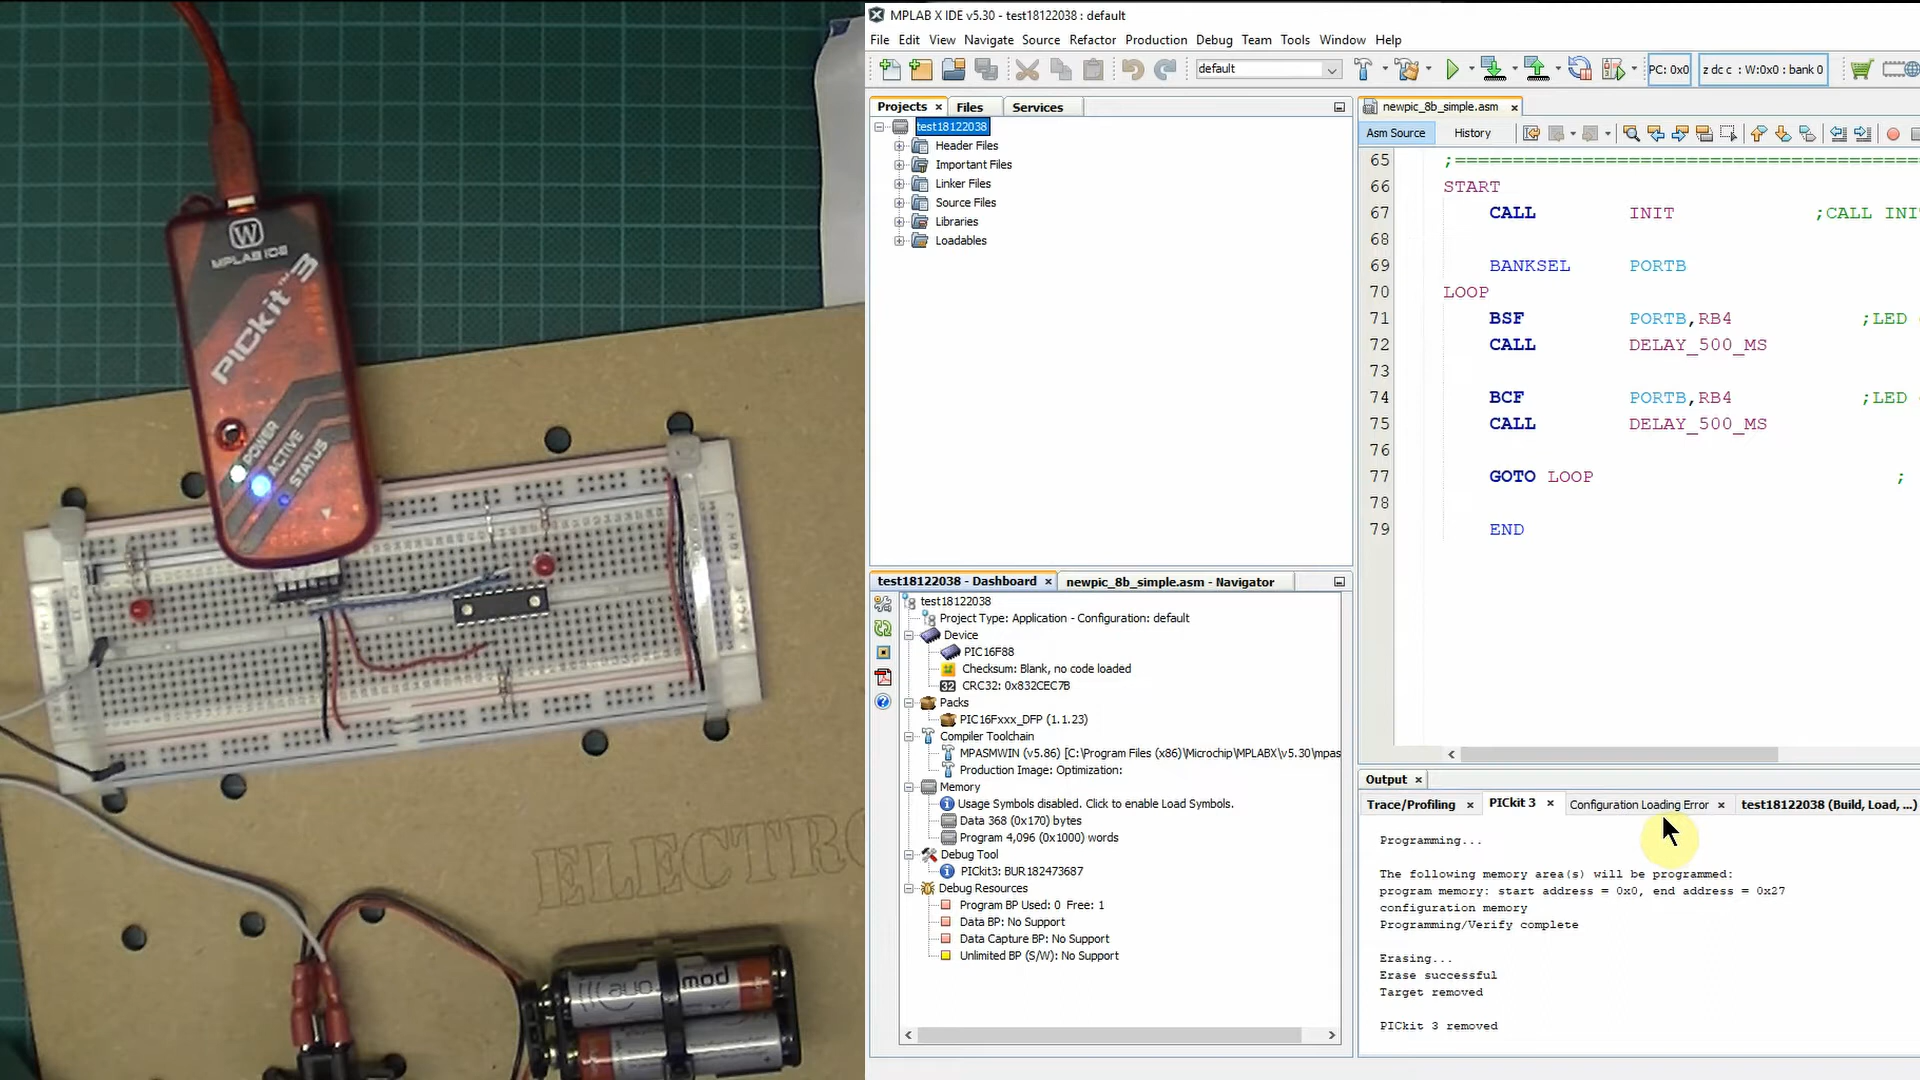 MPLAB IDE
PICkit™ 3
POWER
ACTIVE
STATUS
ELECTRO
mod
MPLAB X IDE v5.30 - test18122038 : default
File Edit View Navigate Source Refactor Production Debug Team Tools Window Help
default
PC: 0x0
z dc c : W:0x0 : bank 0
Projects
Files
Services
test18122038
Header Files
Important Files
Linker Files
Source Files
Libraries
Loadables
newpic_8b_simple.asm
Asm Source
History
65 ;========================================
66 START
67 CALL INIT ;CALL INI
68
69 BANKSEL PORTB
70 LOOP
71 BSF PORTB,RB4 ;LED
72 CALL DELAY_500_MS
73
74 BCF PORTB,RB4 ;LED
75 CALL DELAY_500_MS
76
77 GOTO LOOP ;
78
79 END
test18122038 - Dashboard
newpic_8b_simple.asm - Navigator
test18122038
Project Type: Application - Configuration: default
Device
PIC16F88
Checksum: Blank, no code loaded
32 CRC32: 0x832CEC7B
Packs
PIC16Fxxx_DFP (1.1.23)
Compiler Toolchain
MPASMWIN (v5.86) [C:\Program Files (x86)\Microchip\MPLABX\v5.30\mpas
Production Image: Optimization:
Memory
Usage Symbols disabled. Click to enable Load Symbols.
Data 368 (0x170) bytes
Program 4,096 (0x1000) words
Debug Tool
PICkit3: BUR182473687
Debug Resources
Program BP Used: 0 Free: 1
Data BP: No Support
Data Capture BP: No Support
Unlimited BP (S/W): No Support
Output
Trace/Profiling
PICkit 3
Configuration Loading Error
test18122038 (Build, Load, ...)
Programming...
The following memory area(s) will be programmed:
program memory: start address = 0x0, end address = 0x27
configuration memory
Programming/Verify complete
Erasing...
Erase successful
Target removed
PICkit 3 removed